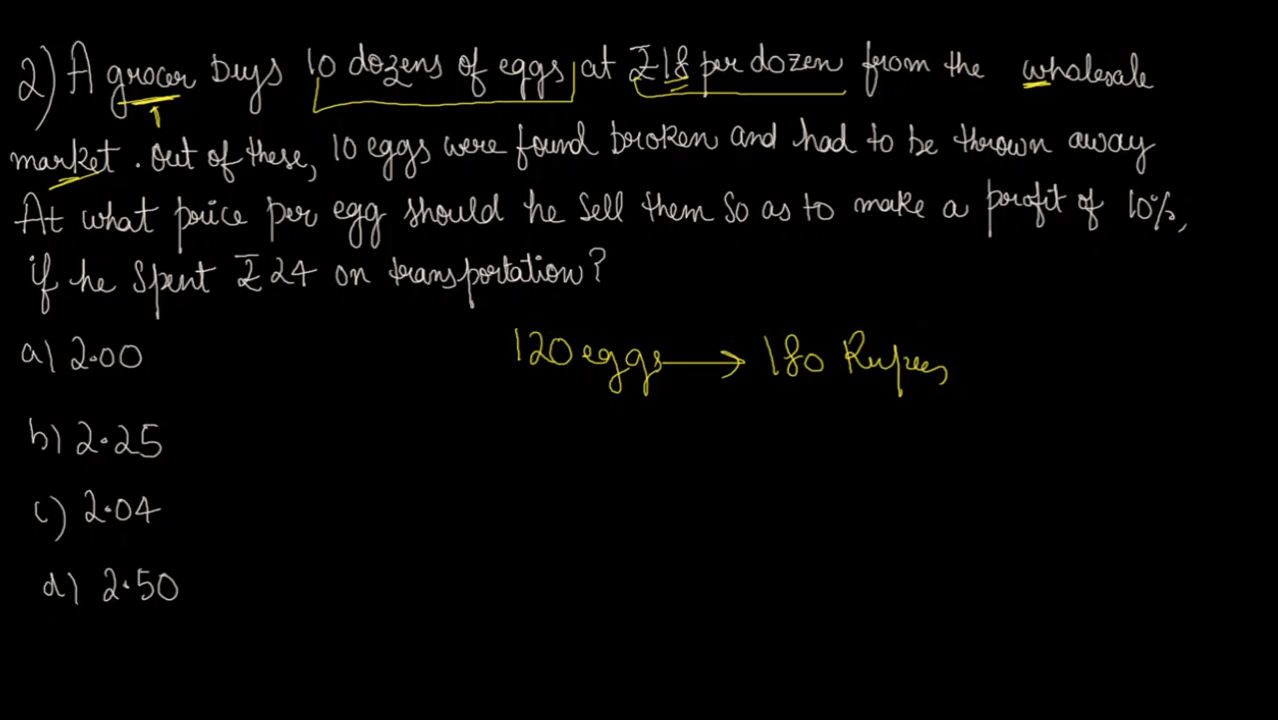 2) A grocer buys 10 dozens of eggs at ₹18 per dozen from the wholesale
market. Out of these, 10 eggs were found broken and had to be thrown away
At what price per egg should he sell them so as to make a profit of 10%,
if he spent ₹24 on transportation?
a) 2.00
120 eggs → 180 Rupees
b) 2.25
c) 2.04
d) 2.50